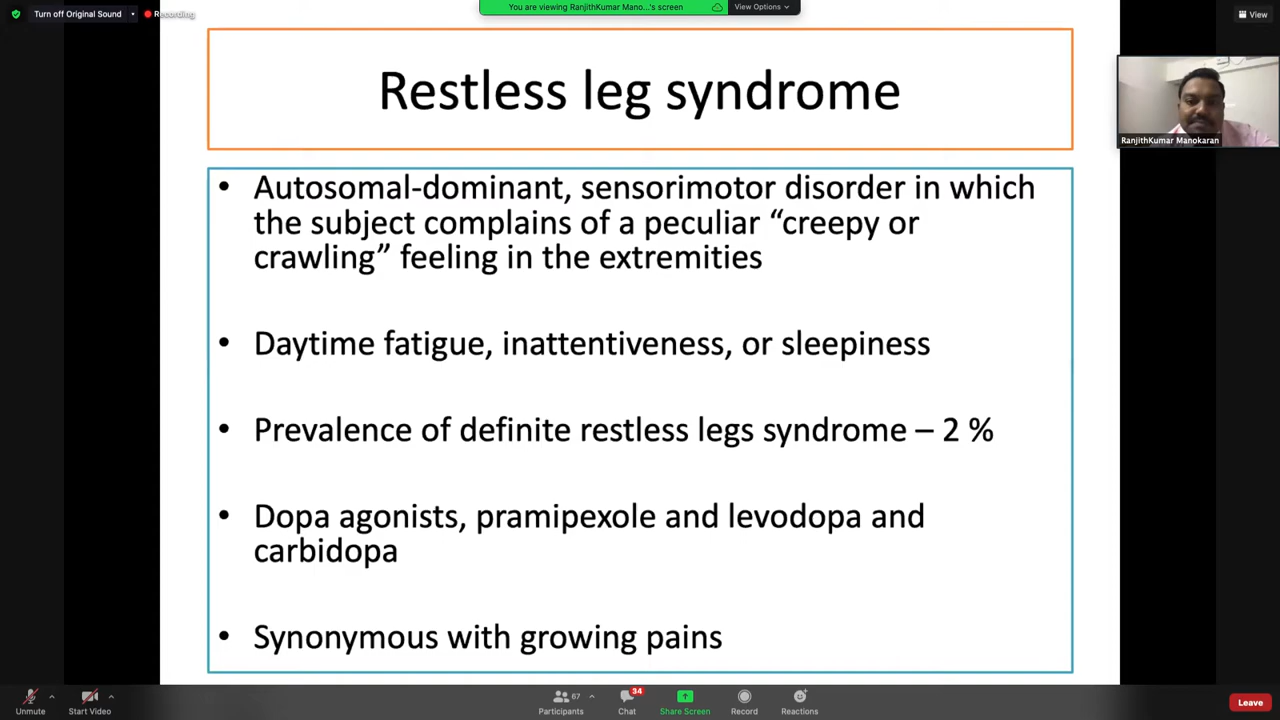 Turn off Original Sound
Recording
You are viewing RanjithKumar Mano...'s screen
View Options
View
Restless leg syndrome
RanjithKumar Manokaran
• Autosomal-dominant, sensorimotor disorder in which
the subject complains of a peculiar “creepy or
crawling” feeling in the extremities
• Daytime fatigue, inattentiveness, or sleepiness
• Prevalence of definite restless legs syndrome – 2 %
• Dopa agonists, pramipexole and levodopa and
carbidopa
• Synonymous with growing pains
67
34
Unmute
Start Video
Participants
Chat
Share Screen
Record
Reactions
Leave